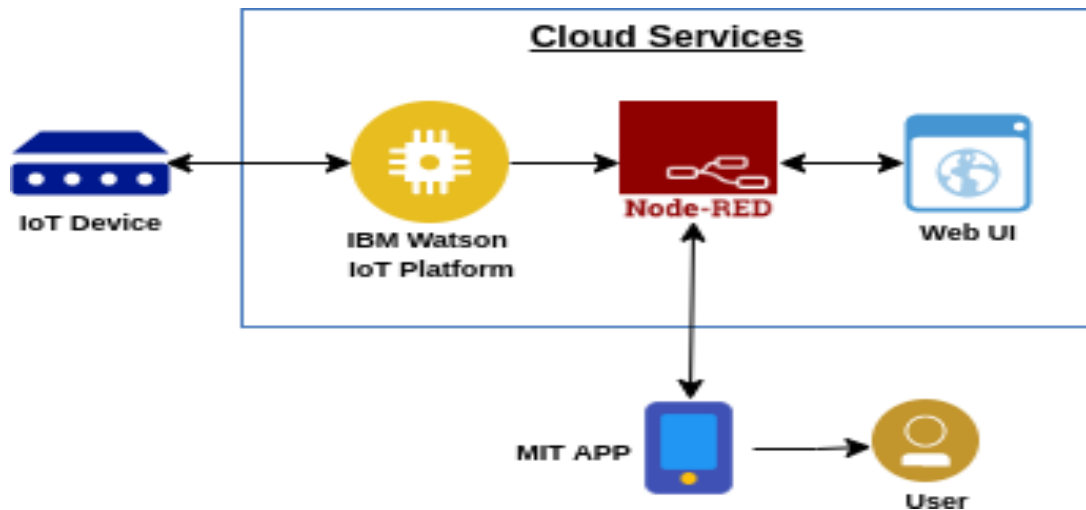 Cloud Services
IoT Device
IBM Watson
IoT Platform
Node-RED
Web UI
MIT APP
User